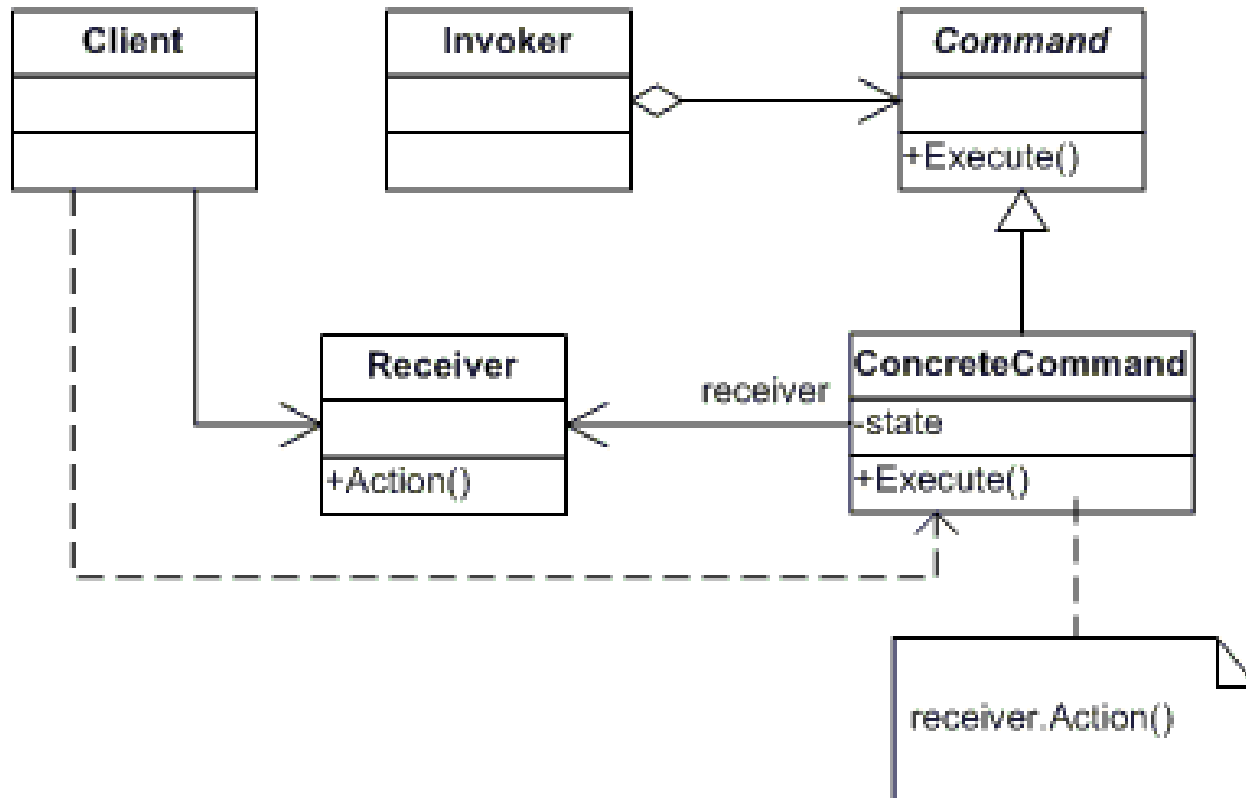 Client
Invoker
Command
+Execute()
Receiver
+Action()
receiver
ConcreteCommand
-state
+Execute()
receiver.Action()